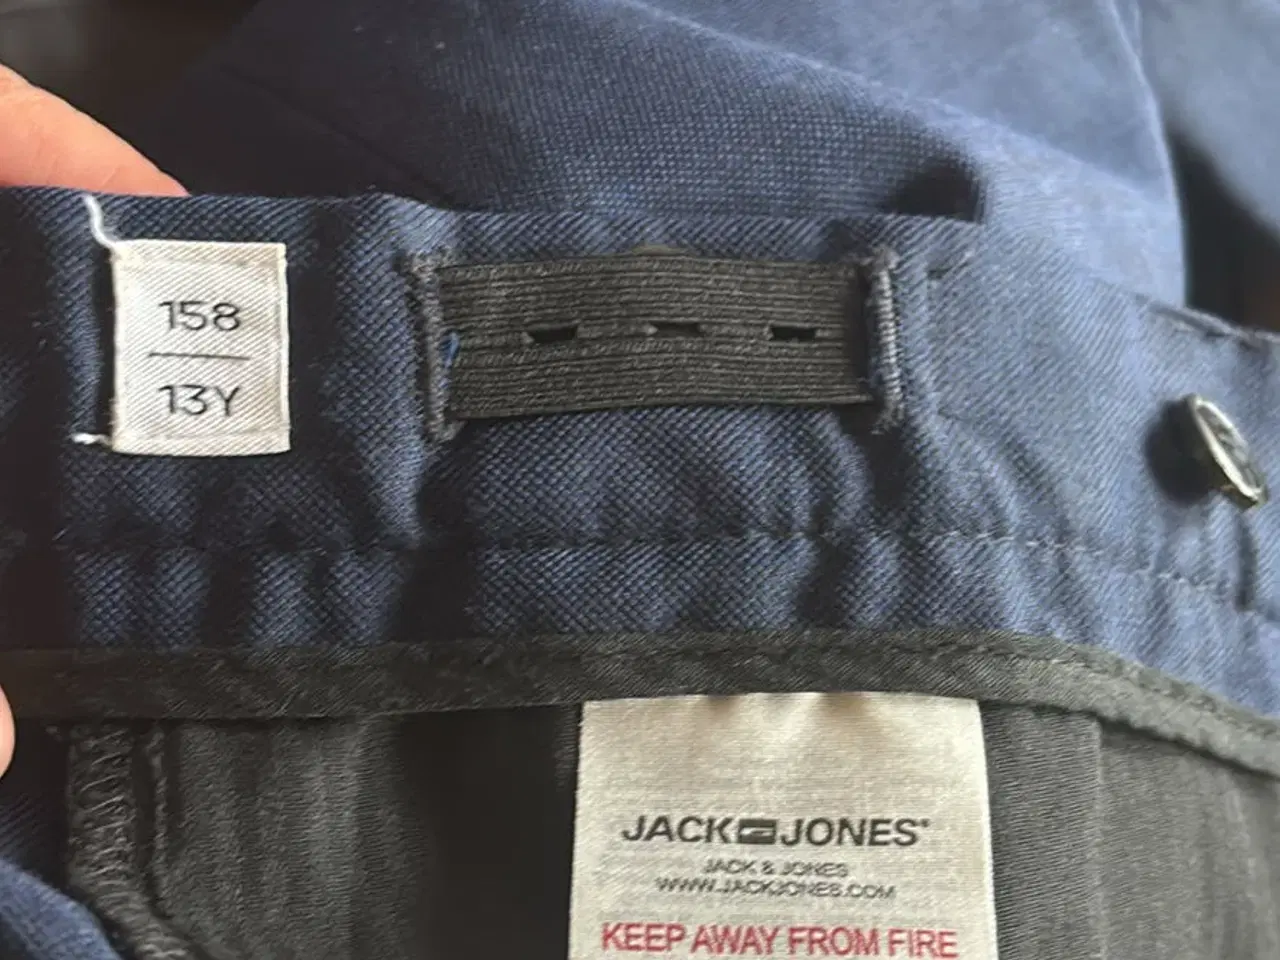 158
13Y
JACK JONES
JACK & JONES
WWW.JACKJONES.COM
KEEP AWAY FROM FIRE